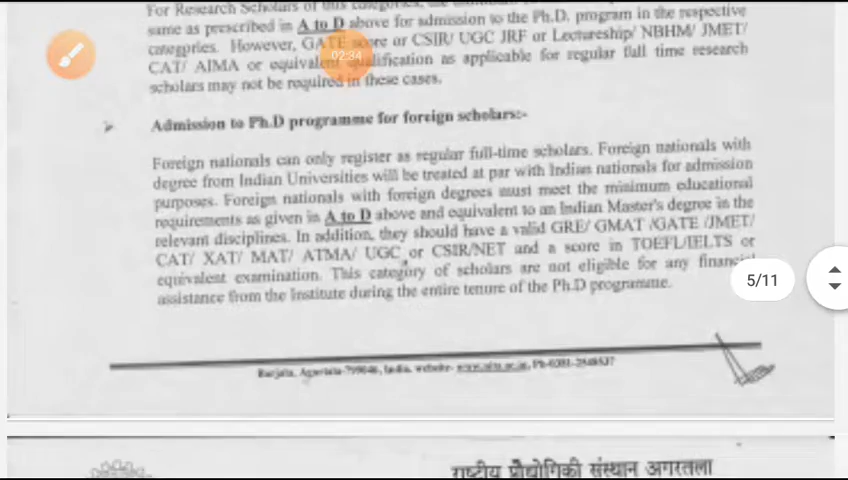 For Research Scholars of this categories, the
same as prescribed in A to D above for admission to the Ph.D. program in the respective
categories. However, GATE score or CSIR/ UGC JRF or Lectureship/ NBHM/ JMET/
CAT/ AIMA or equivalent qualification as applicable for regular full time research
scholars may not be required in these cases.
02:34
➤ Admission to Ph.D programme for foreign scholars:-
Foreign nationals can only register as regular full-time scholars. Foreign nationals with
degree from Indian Universities will be treated at par with Indian nationals for admission
purposes. Foreign nationals with foreign degrees must meet the minimum educational
requirements as given in A to D above and equivalent to an Indian Master's degree in the
relevant disciplines. In addition, they should have a valid GRE/ GMAT /GATE /JMET/
CAT/ XAT/ MAT/ ATMA/ UGC or CSIR/NET and a score in TOEFL/IELTS or
equivalent examination. This category of scholars are not eligible for any financial
assistance from the Institute during the entire tenure of the Ph.D programme.
5/11
Agartala-799046, India, website-
राष्ट्रीय प्रौद्योगिकी संस्थान अगरतला